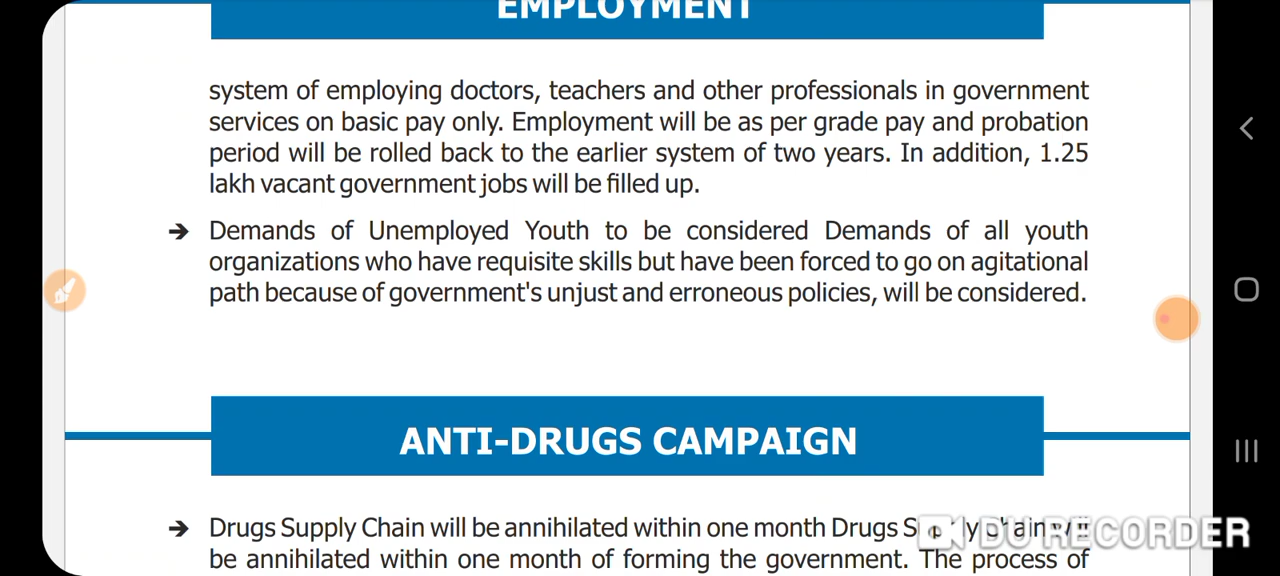 EMPLOYMENT
system of employing doctors, teachers and other professionals in government
services on basic pay only. Employment will be as per grade pay and probation
period will be rolled back to the earlier system of two years. In addition, 1.25
lakh vacant government jobs will be filled up.
➔ Demands of Unemployed Youth to be considered Demands of all youth
organizations who have requisite skills but have been forced to go on agitational
path because of government's unjust and erroneous policies, will be considered.
ANTI-DRUGS CAMPAIGN
➔ Drugs Supply Chain will be annihilated within one month Drugs Supply Chain will
be annihilated within one month of forming the government. The process of
DU RECORDER